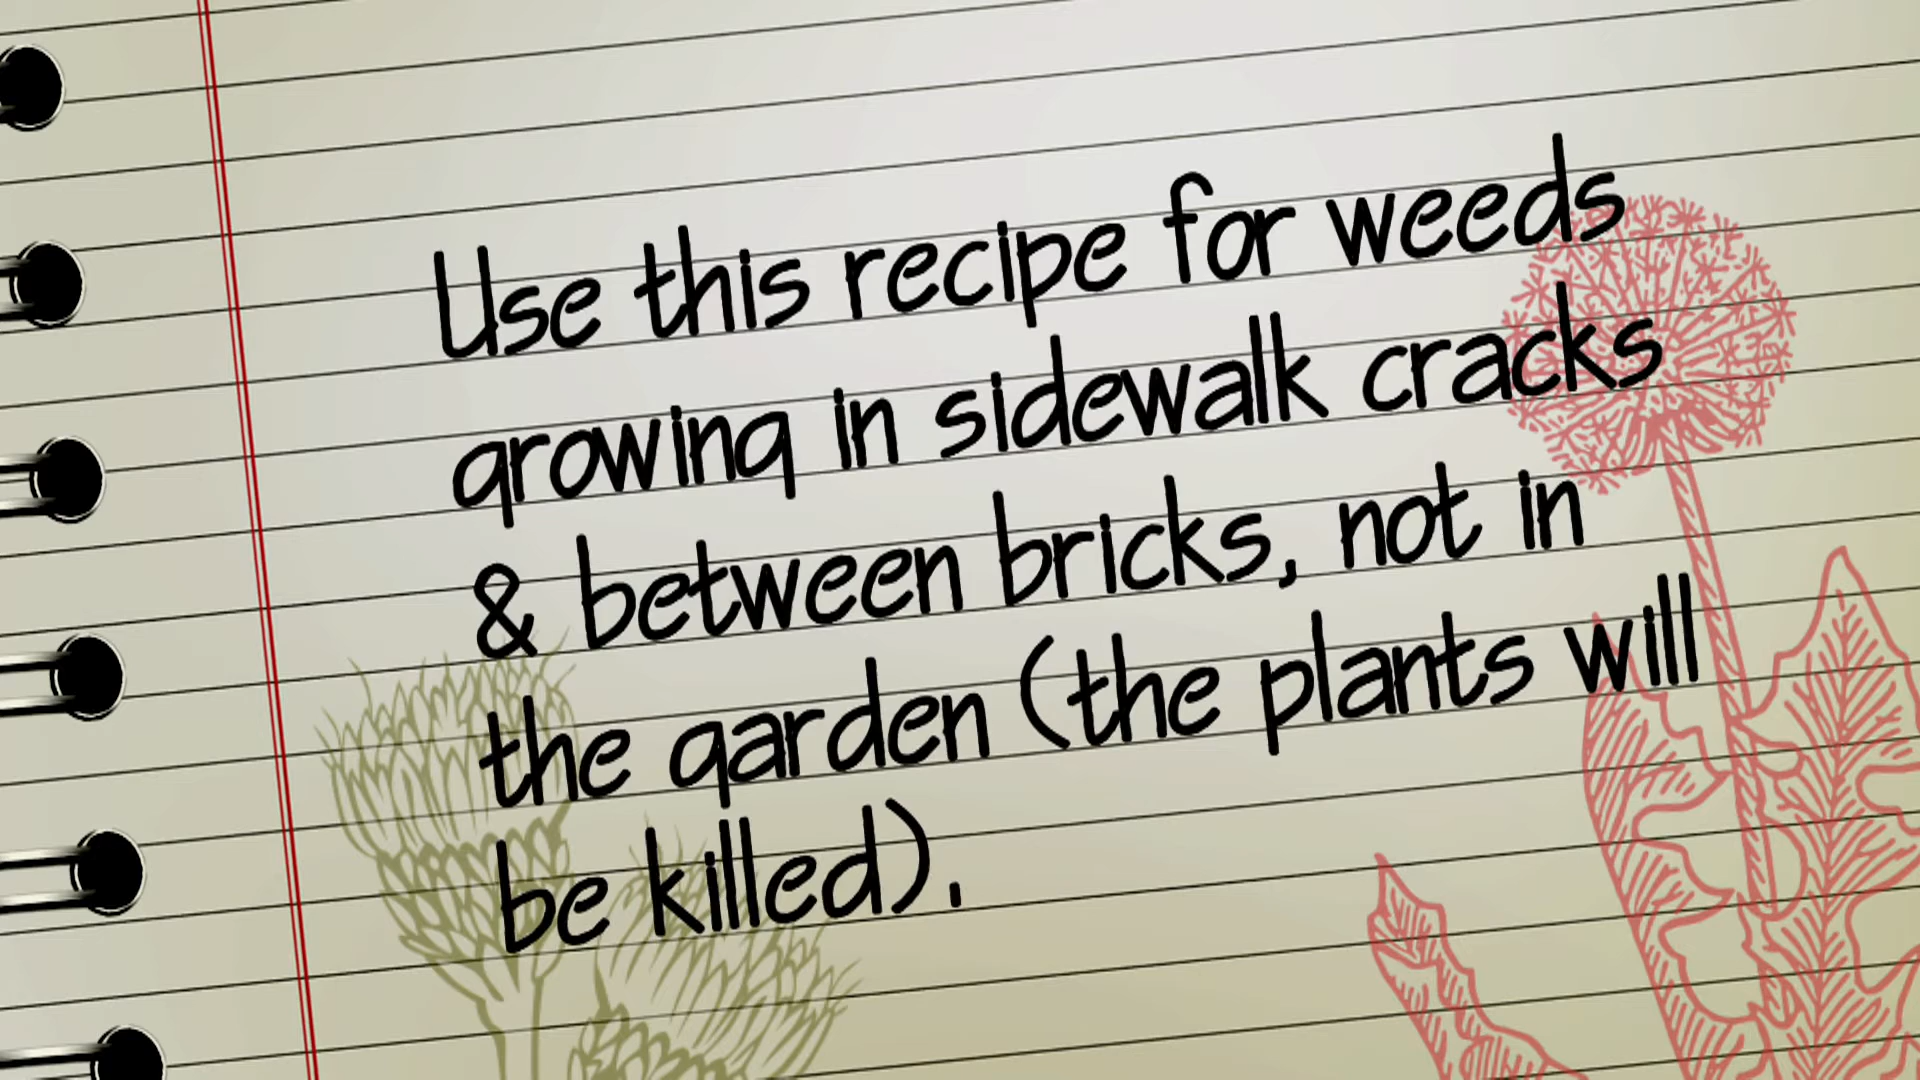 Use this recipe for weeds
growing in sidewalk cracks
& between bricks, not in
the garden (the plants will
be killed).